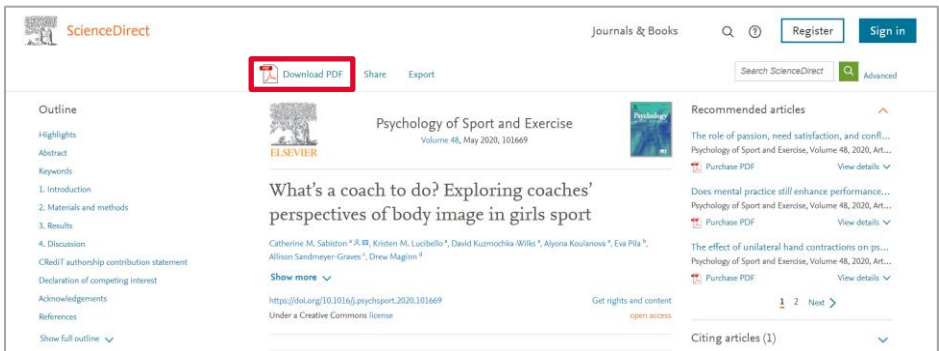 ScienceDirect
Journals & Books
Register
Sign in
Download PDF
Share
Export
Search ScienceDirect
Advanced
Outline
Highlights
Abstract
Keywords
1. Introduction
2. Materials and methods
3. Results
4. Discussion
CRediT authorship contribution statement
Declaration of competing interest
Acknowledgements
References
Show full outline
ELSEVIER
Psychology of Sport and Exercise
Volume 48, May 2020, 101669
What's a coach to do? Exploring coaches'
perspectives of body image in girls sport
Catherine M. Sabiston a, Kristen M. Lucibello a, David Kuzmochka-Wilks a, Alyona Koulanova a, Eva Pila b,
Allison Sandmeyer-Graves c, Drew Maginn d
Show more
https://doi.org/10.1016/j.psychsport.2020.101669
Get rights and content
Under a Creative Commons license
open access
Recommended articles
The role of passion, need satisfaction, and confl...
Psychology of Sport and Exercise, Volume 48, 2020, Art...
Purchase PDF
View details
Does mental practice still enhance performance...
Psychology of Sport and Exercise, Volume 48, 2020, Art...
Purchase PDF
View details
The effect of unilateral hand contractions on ps...
Psychology of Sport and Exercise, Volume 48, 2020, Art...
Purchase PDF
View details
1 2 Next
Citing articles (1)